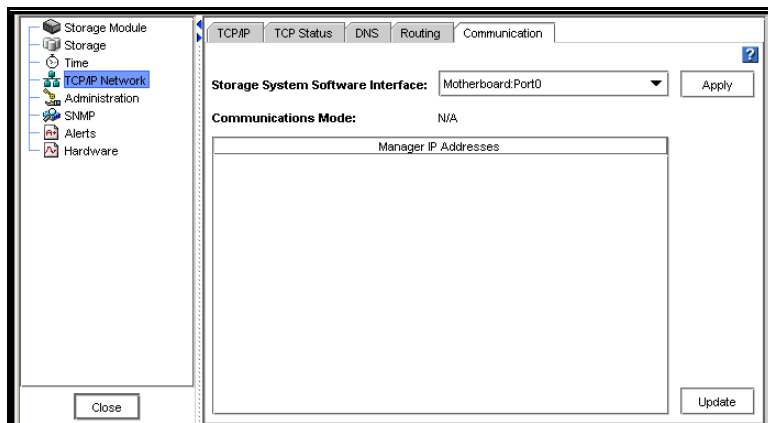 Storage Module
Storage
Time
TCP/IP Network
Administration
SNMP
Alerts
Hardware
Close
TCP/IP
TCP Status
DNS
Routing
Communication
?
Storage System Software Interface:
Motherboard:Port0
Apply
Communications Mode:
N/A
Manager IP Addresses
Update